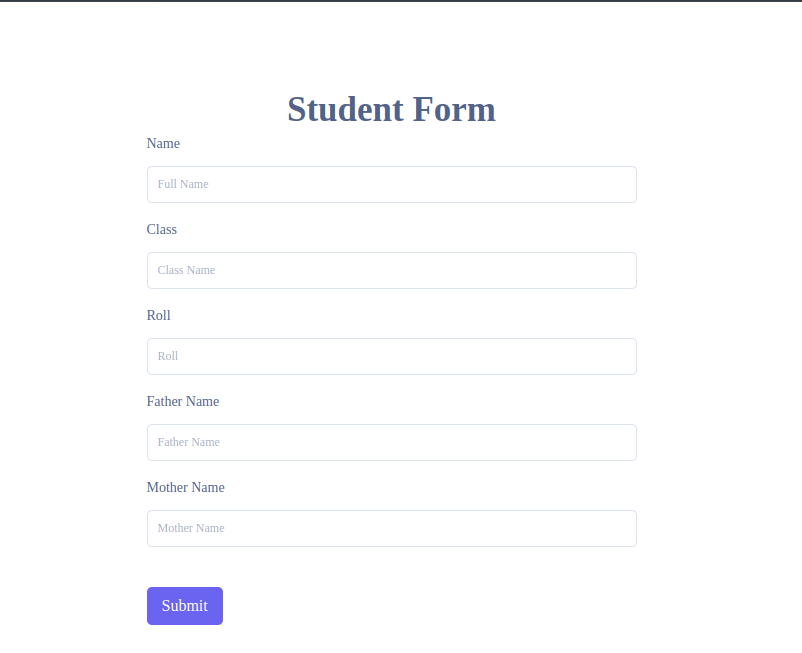 Student Form
Name
Full Name
Class
Class Name
Roll
Roll
Father Name
Father Name
Mother Name
Mother Name
Submit